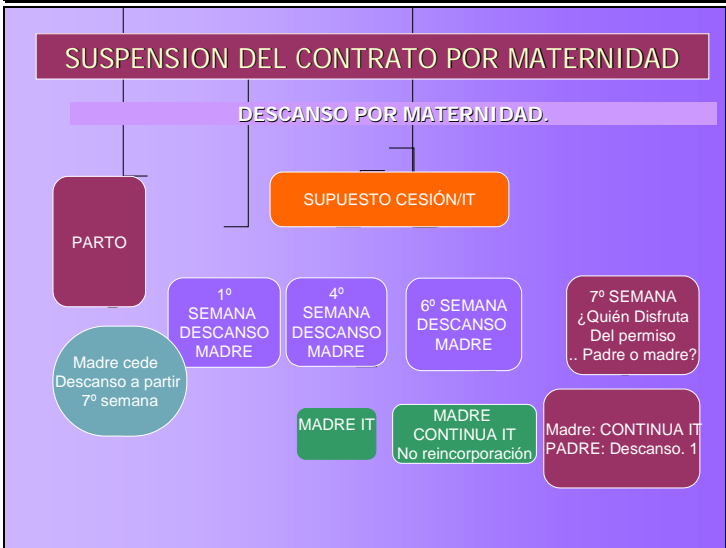 SUSPENSION DEL CONTRATO POR MATERNIDAD
DESCANSO POR MATERNIDAD.
SUPUESTO CESIÓN/IT
PARTO
Madre cede
Descanso a partir
7º semana
1º
SEMANA
DESCANSO
MADRE
4º
SEMANA
DESCANSO
MADRE
6º SEMANA
DESCANSO
MADRE
7º SEMANA
¿Quién Disfruta
Del permiso
.. Padre o madre?
MADRE IT
MADRE
CONTINUA IT
No reincorporación
Madre: CONTINUA IT
PADRE: Descanso. 1